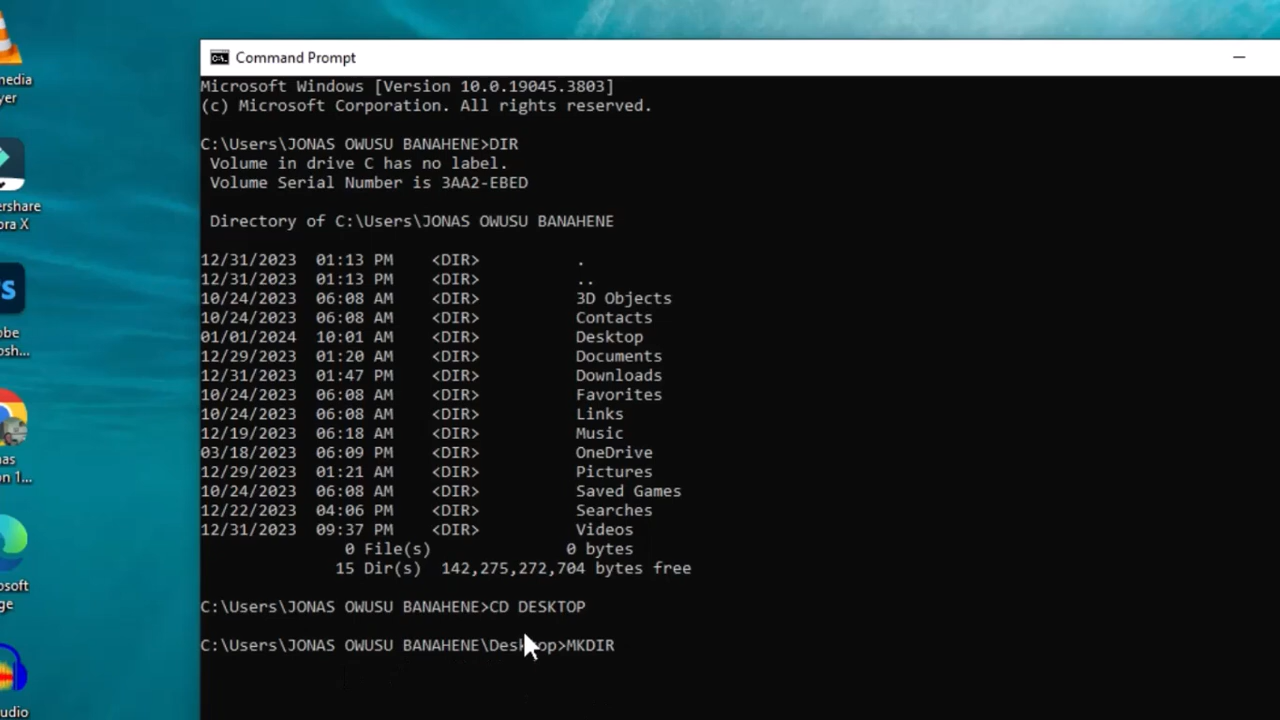 Command Prompt
Microsoft Windows [Version 10.0.19045.3803]
(c) Microsoft Corporation. All rights reserved.
C:\Users\JONAS OWUSU BANAHENE>DIR
Volume in drive C has no label.
Volume Serial Number is 3AA2-EBED
Directory of C:\Users\JONAS OWUSU BANAHENE
12/31/2023 01:13 PM <DIR> .
12/31/2023 01:13 PM <DIR> ..
10/24/2023 06:08 AM <DIR> 3D Objects
10/24/2023 06:08 AM <DIR> Contacts
01/01/2024 10:01 AM <DIR> Desktop
12/29/2023 01:20 AM <DIR> Documents
12/31/2023 01:47 PM <DIR> Downloads
10/24/2023 06:08 AM <DIR> Favorites
10/24/2023 06:08 AM <DIR> Links
12/19/2023 06:18 AM <DIR> Music
03/18/2023 06:09 PM <DIR> OneDrive
12/29/2023 01:21 AM <DIR> Pictures
10/24/2023 06:08 AM <DIR> Saved Games
12/22/2023 04:06 PM <DIR> Searches
12/31/2023 09:37 PM <DIR> Videos
0 File(s) 0 bytes
15 Dir(s) 142,275,272,704 bytes free
C:\Users\JONAS OWUSU BANAHENE>CD DESKTOP
C:\Users\JONAS OWUSU BANAHENE\Desktop>MKDIR